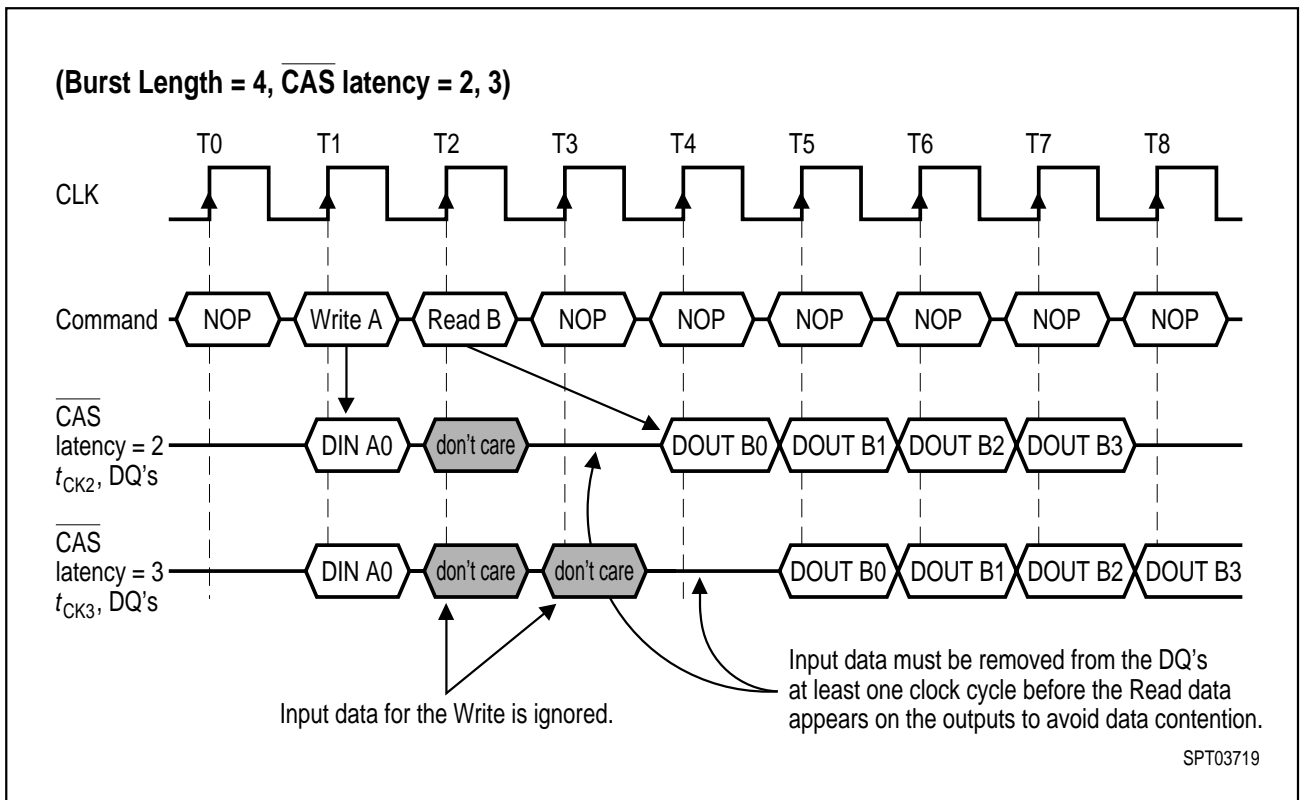 (Burst Length = 4, CAS latency = 2, 3)
T0 T1 T2 T3 T4 T5 T6 T7 T8
CLK
Command NOP Write A Read B NOP NOP NOP NOP NOP NOP
CAS
latency = 2
tCK2, DQ's
DIN A0 don't care DOUT B0 DOUT B1 DOUT B2 DOUT B3
CAS
latency = 3
tCK3, DQ's
DIN A0 don't care don't care DOUT B0 DOUT B1 DOUT B2 DOUT B3
Input data for the Write is ignored.
Input data must be removed from the DQ's
at least one clock cycle before the Read data
appears on the outputs to avoid data contention.
SPT03719